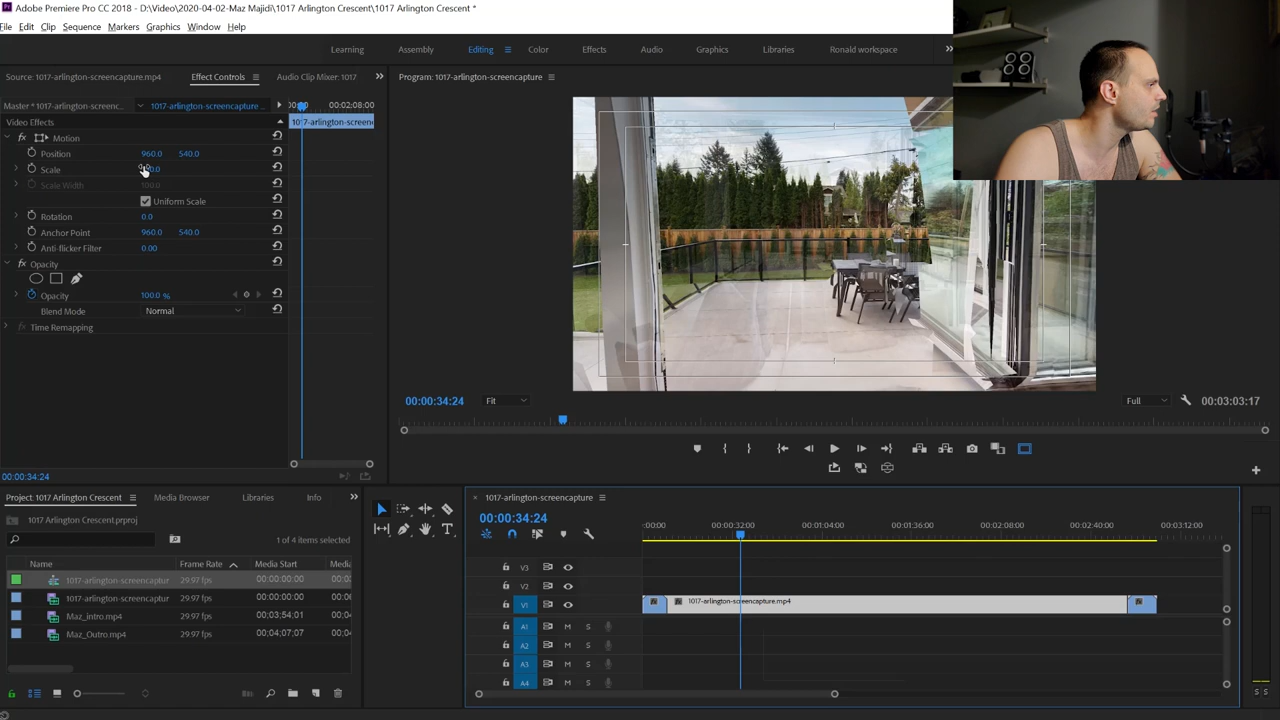 Adobe Premiere Pro CC 2018 - D:\Video\2020-04-02-Maz Majidi\1017 Arlington Crescent\1017 Arlington Crescent *
File Edit Clip Sequence Markers Graphics Window Help
Learning Assembly Editing Color Effects Audio Graphics Libraries Ronald workspace
Source: 1017-arlington-screencapture.mp4 Effect Controls Audio Clip Mixer: 1017
Program: 1017-arlington-screencapture
Master * 1017-arlington-screenc... 1017-arlington-screencapture... 00:02:08:00
Video Effects
Motion
Position 960.0 540.0
Scale
Scale Width 100.0
Uniform Scale
Rotation 0.0
Anchor Point 960.0 540.0
Anti-flicker Filter 0.00
Opacity
Opacity 100.0 %
Blend Mode Normal
Time Remapping
00:00:34:24 Fit Full 00:03:03:17
00:00:34:24
Project: 1017 Arlington Crescent Media Browser Libraries Info
1017 Arlington Crescent.prproj
1 of 4 items selected
Name Frame Rate Media Start Media
1017-arlington-screencaptur 29.97 fps 00:00:00:00
1017-arlington-screencaptur 29.97 fps 00:00:00:00
Maz_intro.mp4 29.97 fps 00:03:54:01
Maz_Outro.mp4 29.97 fps 00:04:07:07
1017-arlington-screencapture
00:00:34:24
:00:00 00:00:32:00 00:01:04:00 00:01:36:00 00:02:08:00 00:02:40:00 00:03:12:00
V3
V2
V1 1017-arlington-screencapture.mp4
A1 M S
A2 M S
A3 M S
A4 M S
S S